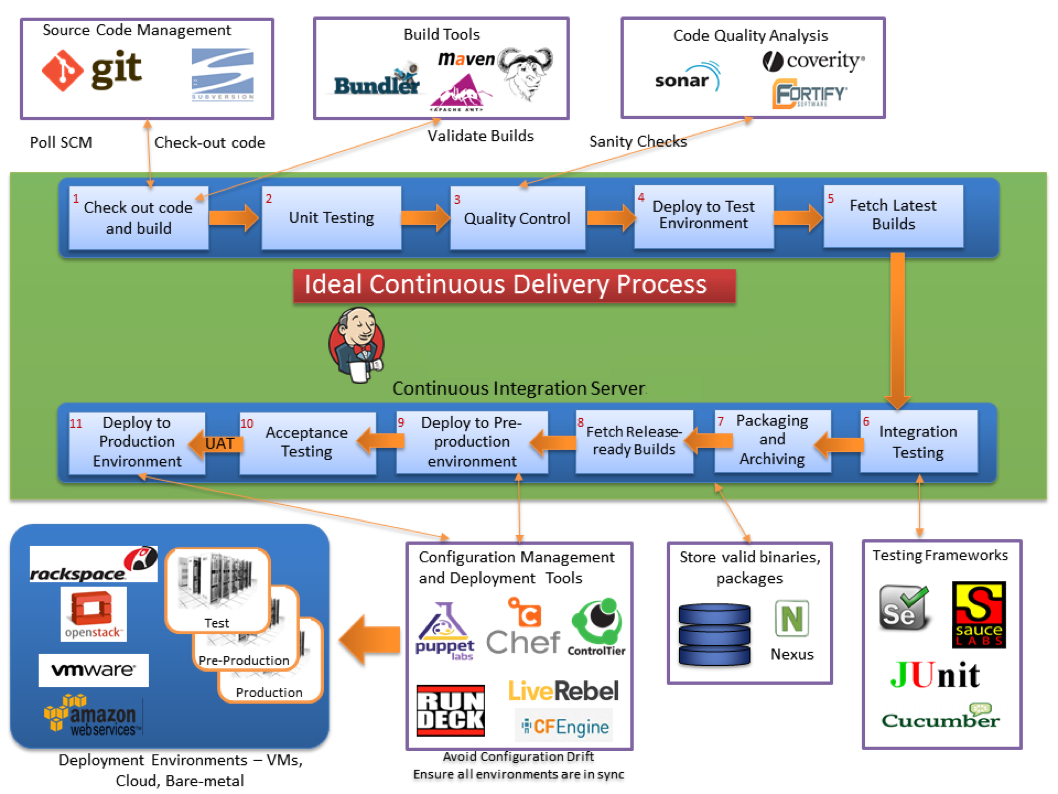 Source Code Management
git
SUBVERSION
Build Tools
maven
Bundler
<APACHE ANT>
Code Quality Analysis
sonar
coverity®
FORTIFY®
SOFTWARE
Poll SCM
Check-out code
Validate Builds
Sanity Checks
1
Check out code
and build
2
Unit Testing
3
Quality Control
4
Deploy to Test
Environment
5
Fetch Latest
Builds
Ideal Continuous Delivery Process
Continuous Integration Server
11
Deploy to
Production
Environment
UAT
10
Acceptance
Testing
9
Deploy to Pre-
production
environment
8
Fetch Release-
ready Builds
7
Packaging
and
Archiving
6
Integration
Testing
rackspace
openstack™
vmware®
amazon
webservices™
Test
Pre-Production
Production
Deployment Environments – VMs,
Cloud, Bare-metal
Configuration Management
and Deployment Tools
puppet
labs
Chef
ControlTier
RUN
DECK
LiveRebel
CFEngine
Avoid Configuration Drift
Ensure all environments are in sync
Store valid binaries,
packages
N
Nexus
Testing Frameworks
Se
S
SAUCE
LABS
JUnit
Cucumber